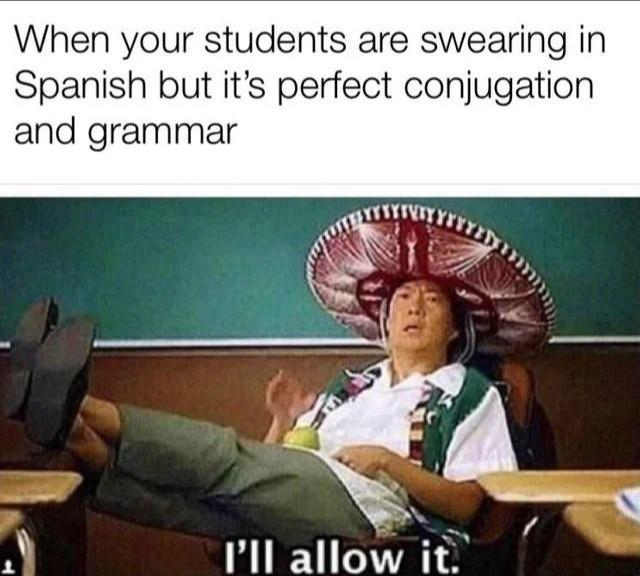 When your students are swearing in
Spanish but it’s perfect conjugation
and grammar
I’ll allow it.